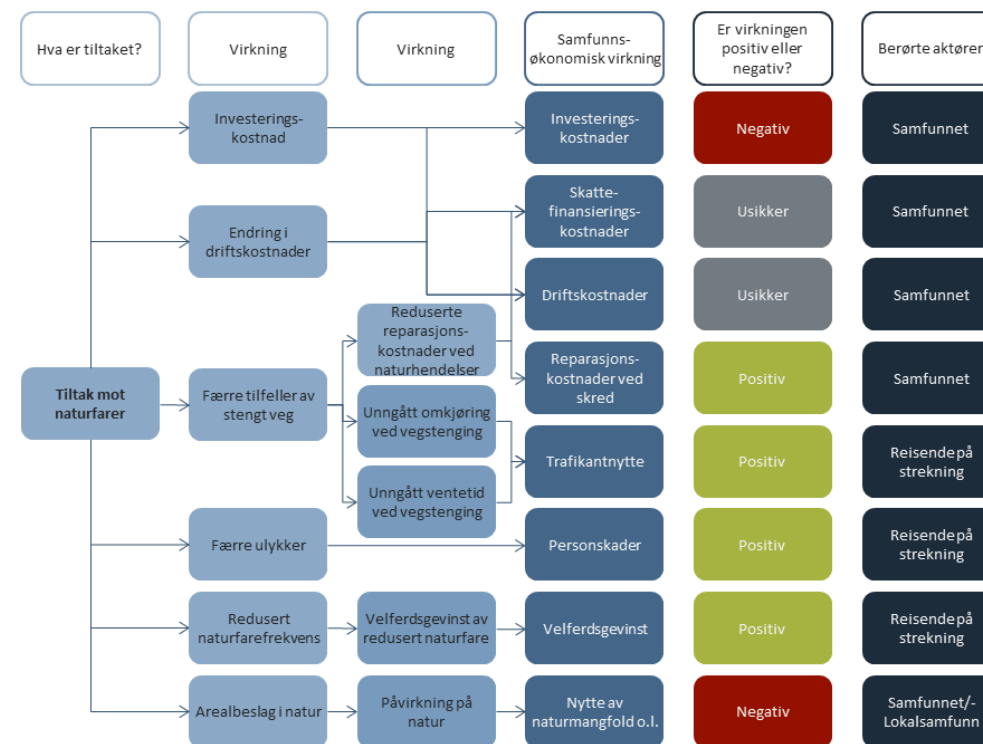 Hva er tiltaket?
Virkning
Virkning
Samfunns-
økonomisk virkning
Er virkningen
positiv eller
negativ?
Berørte aktører
Investerings-
kostnad
Investerings-
kostnader
Negativ
Samfunnet
Endring i
driftskostnader
Skatte-
finansierings-
kostnader
Usikker
Samfunnet
Driftskostnader
Usikker
Samfunnet
Tiltak mot
naturfarer
Færre tilfeller av
stengt veg
Reduserte
reparasjons-
kostnader ved
naturhendelser
Reparasjons-
kostnader ved
skred
Positiv
Samfunnet
Unngått omkjøring
ved vegstenging
Unngått ventetid
ved vegstenging
Trafikantnytte
Positiv
Reisende på
strekning
Færre ulykker
Personskader
Positiv
Reisende på
strekning
Redusert
naturfarefrekvens
Velferdsgevinst av
redusert naturfare
Velferdsgevinst
Positiv
Reisende på
strekning
Arealbeslag i natur
Påvirkning på
natur
Nytte av
naturmangfold o.l.
Negativ
Samfunnet/-
Lokalsamfunn